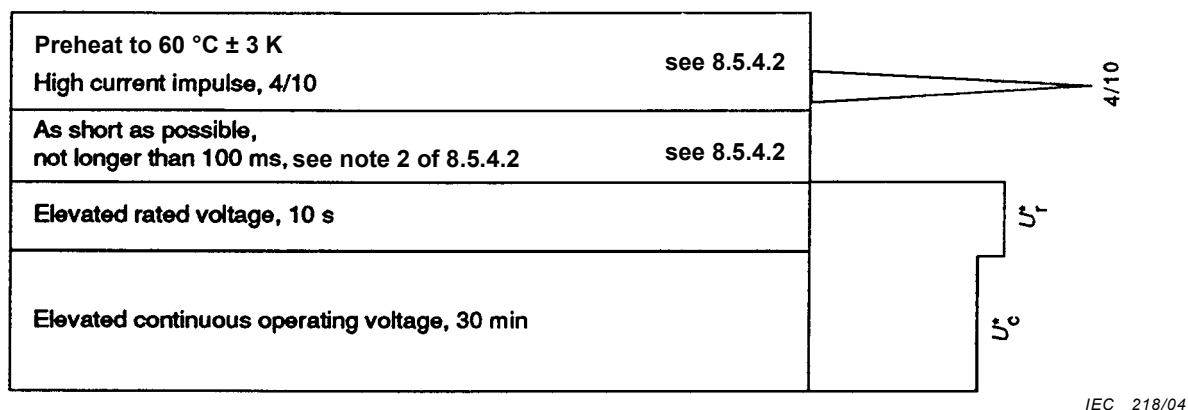 Preheat to 60 °C ± 3 K
High current impulse, 4/10
see 8.5.4.2
4/10
As short as possible,
not longer than 100 ms, see note 2 of 8.5.4.2
see 8.5.4.2
Elevated rated voltage, 10 s
U*r
Elevated continuous operating voltage, 30 min
U*c
IEC 218/04